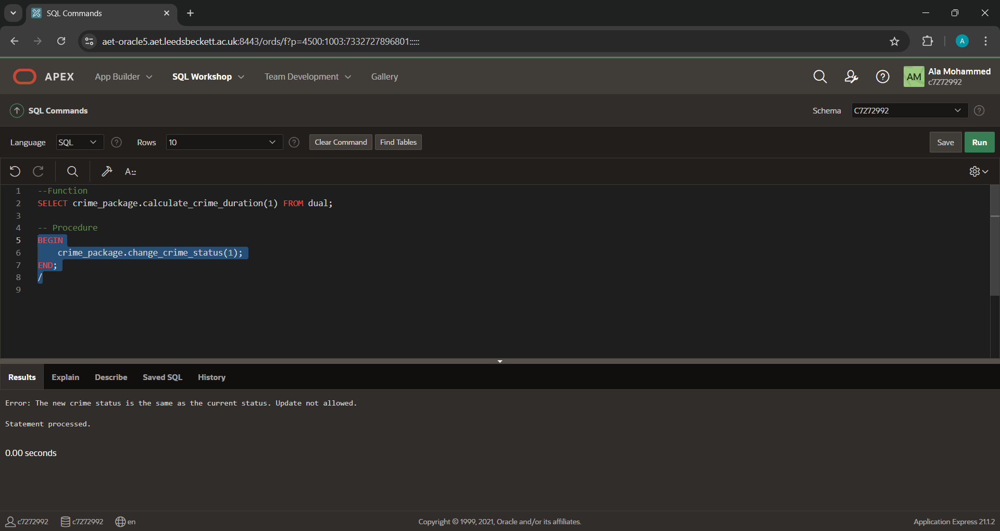 SQL Commands
aet-oracle5.aet.leedsbeckett.ac.uk:8443/ords/f?p=4500:1003:7332727896801:::::
A
APEX App Builder SQL Workshop Team Development Gallery
AM Ala Mohammed
c7272992
SQL Commands Schema C7272992
Language SQL Rows 10 Clear Command Find Tables Save Run
A::
1 --Function
2 SELECT crime_package.calculate_crime_duration(1) FROM dual;
3
4 -- Procedure
5 BEGIN
6 crime_package.change_crime_status(1);
7 END;
8 /
9
Results Explain Describe Saved SQL History
Error: The new crime status is the same as the current status. Update not allowed.
Statement processed.
0.00 seconds
c7272992 c7272992 en Copyright © 1999, 2021, Oracle and/or its affiliates. Application Express 21.1.2